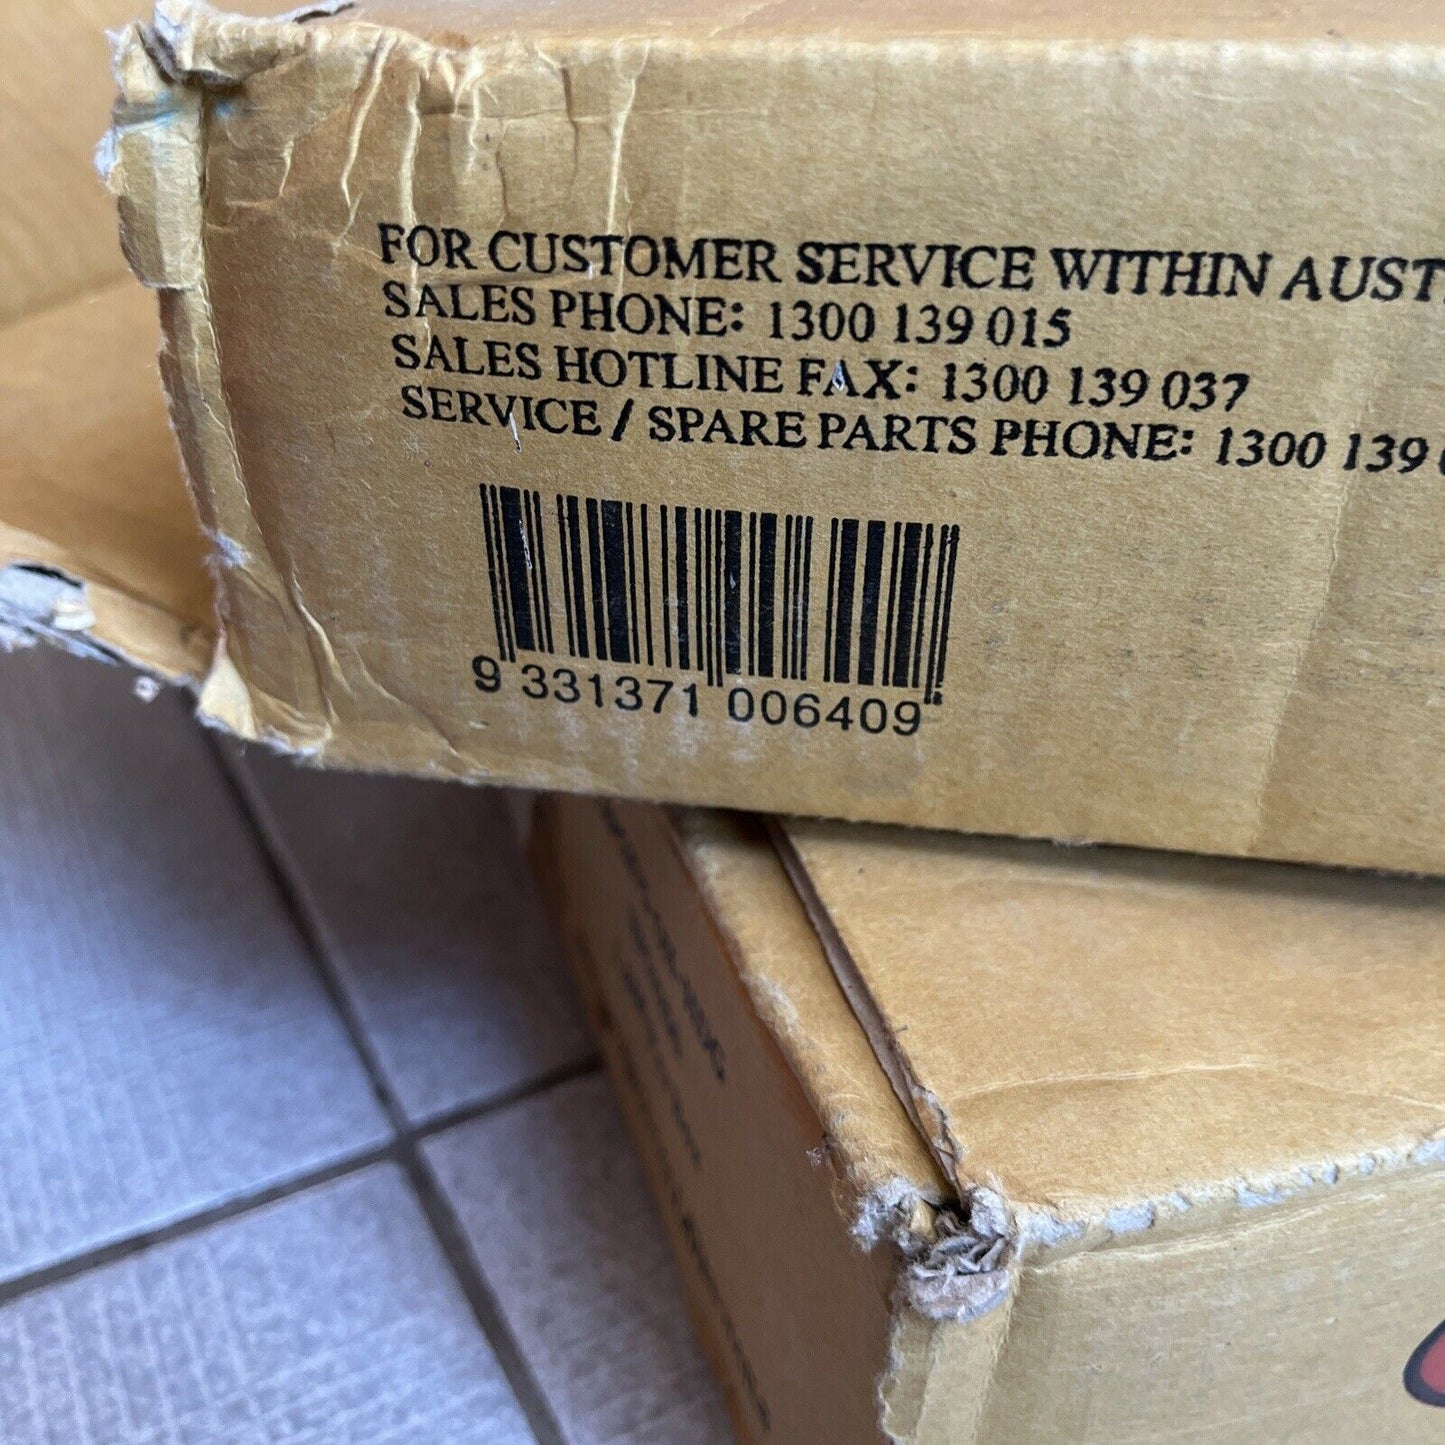 FOR CUSTOMER SERVICE WITHIN AUST
SALES PHONE: 1300 139 015
SALES HOTLINE FAX: 1300 139 037
SERVICE / SPARE PARTS PHONE: 1300 139
9 331371 006409